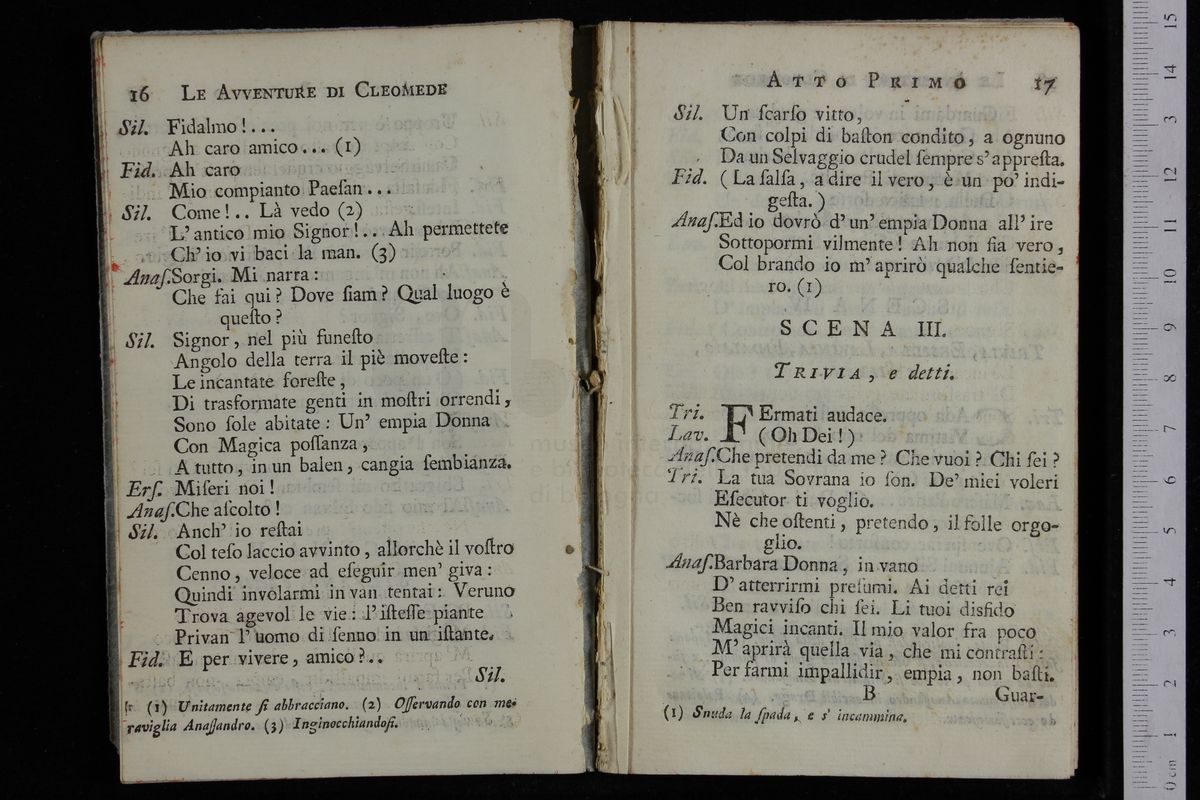 16 LE AVVENTURE DI CLEOMEDE
Sil. Fidalmo!...
Ah caro amico... (1)
Fid. Ah caro
Mio compianto Paeſan...
Sil. Come!.. Là vedo (2)
L' antico mio Signor!.. Ah permettete
Ch' io vi baci la man. (3)
Anaſ. Sorgi. Mi narra:
Che fai qui? Dove ſiam? Qual luogo è
queſto?
Sil. Signor, nel più funeſto
Angolo della terra il piè moveſte:
Le incantate foreſte,
Di trasformate genti in moſtri orrendi,
Sono ſole abitate: Un' empia Donna
Con Magica poſſanza,
A tutto, in un balen, cangia ſembianza.
Erſ. Miſeri noi!
Anaſ. Che aſcolto!
Sil. Anch' io reſtai
Col teſo laccio avvinto, allorchè il voſtro
Cenno, veloce ad eſeguir men' giva:
Quindi involarmi in van tentai: Veruno
Trova agevol le vie: l' iſteſſe piante
Privan l' uomo di ſenno in un iſtante.
Fid. E per vivere, amico?..
Sil.
(1) Unitamente ſi abbracciano. (2) Oſſervando con me-
raviglia Anaſſandro. (3) Inginocchiandoſi.
ATTO PRIMO 17
Sil. Un ſcarſo vitto,
Con colpi di baſton condito, a ognuno
Da un Selvaggio crudel ſempre s' appreſta.
Fid. (La ſalſa, a dire il vero, è un po' indi-
geſta.)
Anaſ. Ed io dovrò d' un' empia Donna all' ire
Sottopormi vilmente! Ah non ſia vero,
Col brando io m' aprirò qualche ſentie-
ro. (1)
SCENA III.
TRIVIA, e detti.
Tri. FErmati audace.
Lav. (Oh Dei!)
Anaſ. Che pretendi da me? Che vuoi? Chi ſei?
Tri. La tua Sovrana io ſon. De' miei voleri
Eſecutor ti voglio.
Nè che oſtenti, pretendo, il folle orgo-
glio.
Anaſ. Barbara Donna, in vano
D' atterrirmi preſumi. Ai detti rei
Ben ravviſo chi ſei. Li tuoi disfido
Magici incanti. Il mio valor fra poco
M' aprirà quella via, che mi contraſti:
Per farmi impallidir, empia, non baſti.
B Guar-
(1) Snuda la ſpada, e s' incammina.